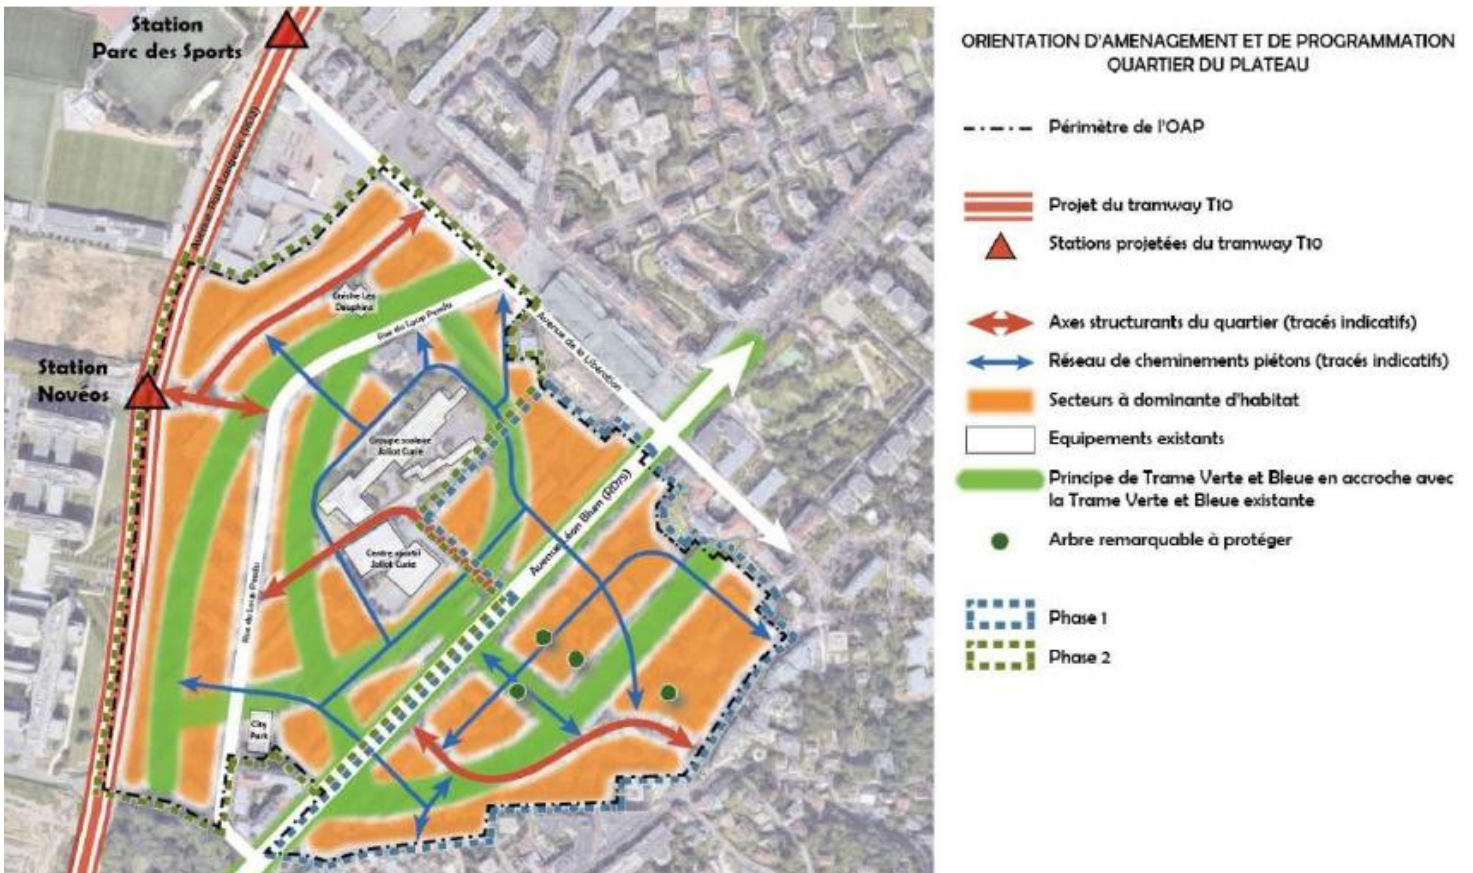 Station
Parc des Sports
ORIENTATION D'AMENAGEMENT ET DE PROGRAMMATION
QUARTIER DU PLATEAU
Périmètre de l'OAP
Projet du tramway T10
Stations projetées du tramway T10
Axes structurants du quartier (tracés indicatifs)
Réseau de cheminements piétons (tracés indicatifs)
Secteurs à dominante d'habitat
Equipements existants
Principe de Trame Verte et Bleue en accroche avec
la Trame Verte et Bleue existante
Arbre remarquable à protéger
Phase 1
Phase 2
Avenue Paul Langevin
Crèche Les
Dauphins
Rue du Loup Pendu
Avenue de la Libération
Station
Novéos
Groupe scolaire
Joliot Curie
Avenue Léon Blum (RD75)
Centre sportif
Joliot Curie
Rue du Loup Pendu
City
Park